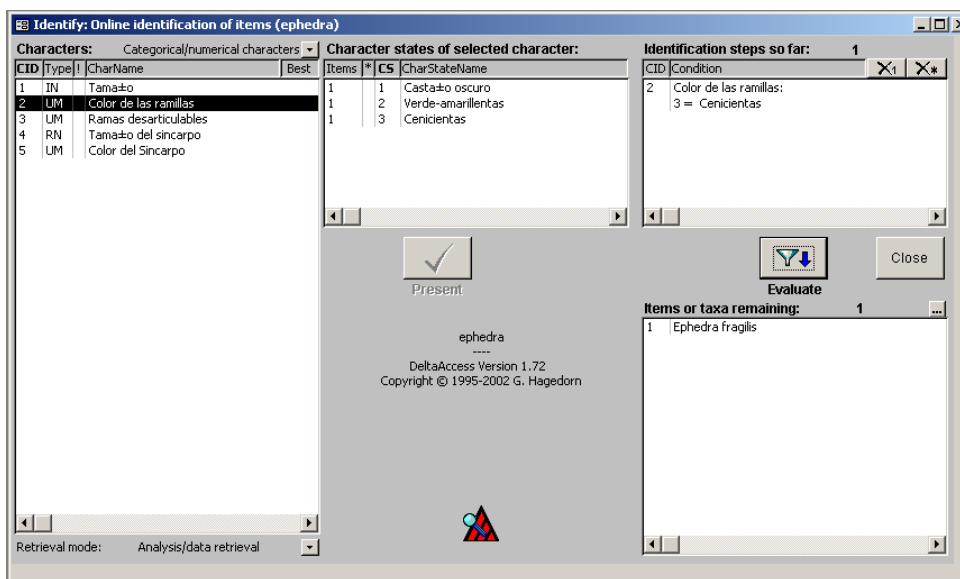 Identify: Online identification of items (ephedra)
Characters: Categorical/numerical characters
CID Type ! CharName Best
1 IN Tama±o
2 UM Color de las ramillas
3 UM Ramas desarticulables
4 RN Tama±o del sincarpo
5 UM Color del Sincarpo
Retrieval mode: Analysis/data retrieval
Character states of selected character:
Items * CS CharStateName
1 1 Casta±o oscuro
1 2 Verde-amarillentas
1 3 Cenicientas
Present
ephedra
----
DeltaAccess Version 1.72
Copyright © 1995-2002 G. Hagedorn
Identification steps so far: 1
CID Condition X1 X*
2 Color de las ramillas:
3 = Cenicientas
Evaluate
Close
Items or taxa remaining: 1 ...
1 Ephedra fragilis